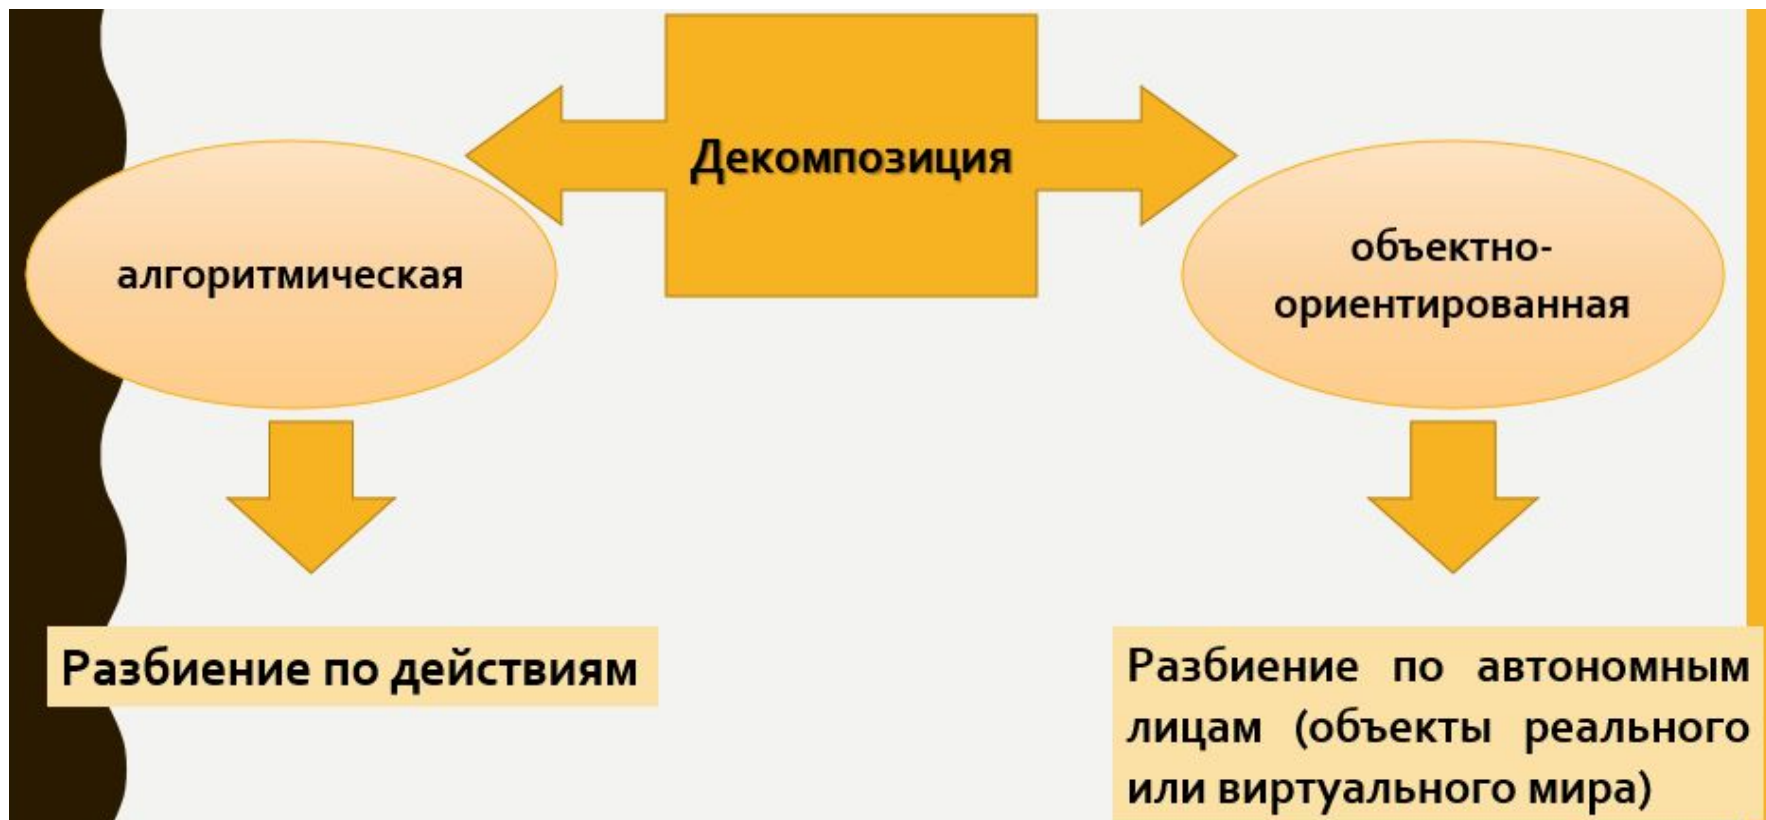 Декомпозиция
алгоритмическая
объектно-
ориентированная
Разбиение по действиям
Разбиение по автономным
лицам (объекты реального
или виртуального мира)